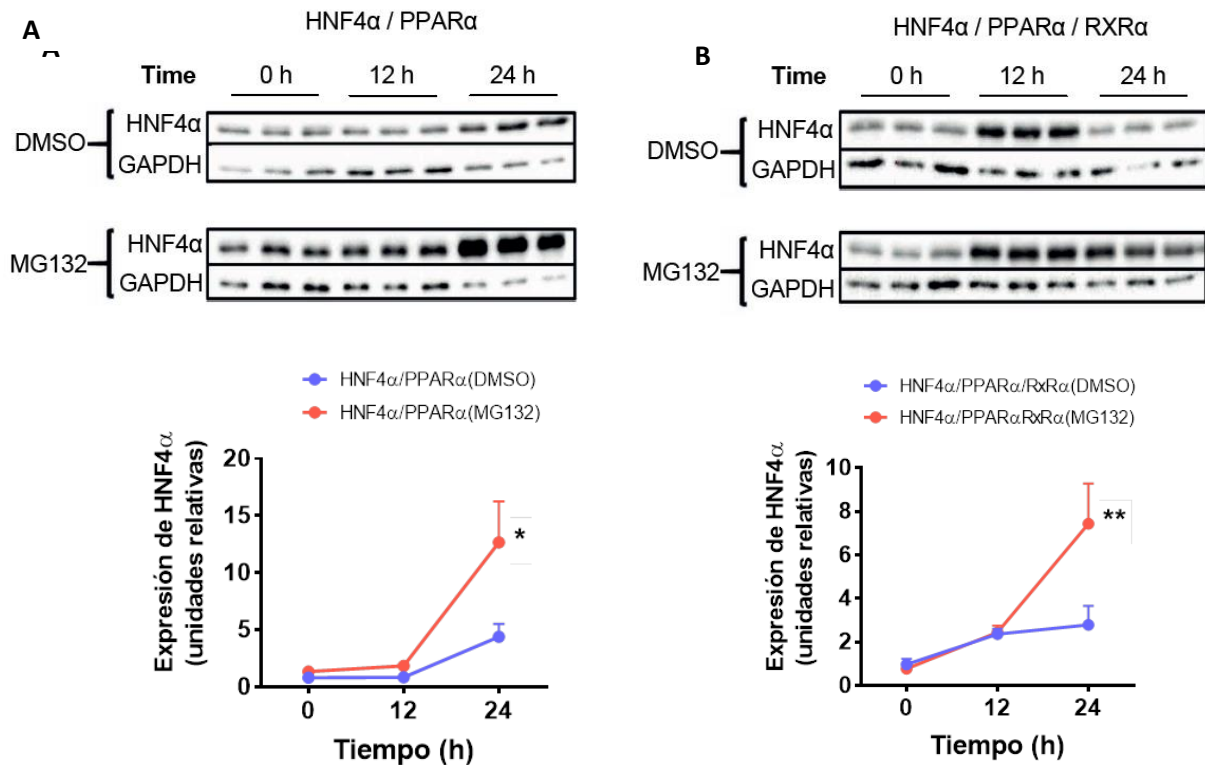 A
A
HNF4α / PPARα
Time 0 h 12 h 24 h
DMSO
HNF4α
GAPDH
MG132
HNF4α
GAPDH
HNF4α/PPARα(DMSO)
HNF4α/PPARα(MG132)
Expresión de HNF4α
(unidades relativas)
20
15
10
5
0
*
0 12 24
Tiempo (h)
B
HNF4α / PPARα / RXRα
Time 0 h 12 h 24 h
DMSO
HNF4α
GAPDH
MG132
HNF4α
GAPDH
HNF4α/PPARα/RxRα(DMSO)
HNF4α/PPARαRxRα(MG132)
Expresión de HNF4α
(unidades relativas)
10
8
6
4
2
0
**
0 12 24
Tiempo (h)